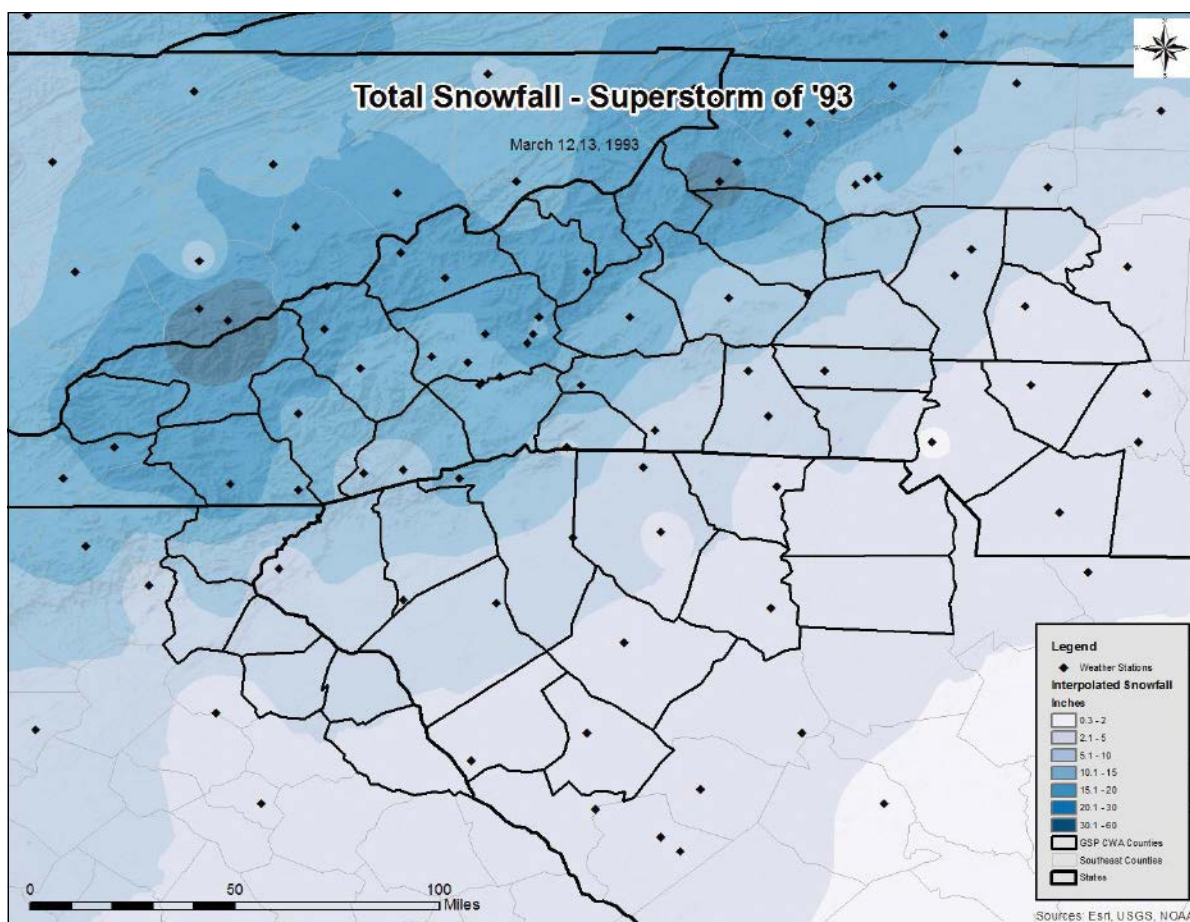 Total Snowfall - Superstorm of '93
March 12,13, 1993
Legend
Weather Stations
Interpolated Snowfall
Inches
0.3 - 2
2.1 - 5
5.1 - 10
10.1 - 15
15.1 - 20
20.1 - 30
30.1 - 60
GSP CWA Counties
Southeast Counties
States
0 50 100
Miles
Sources: Esri, USGS, NOA